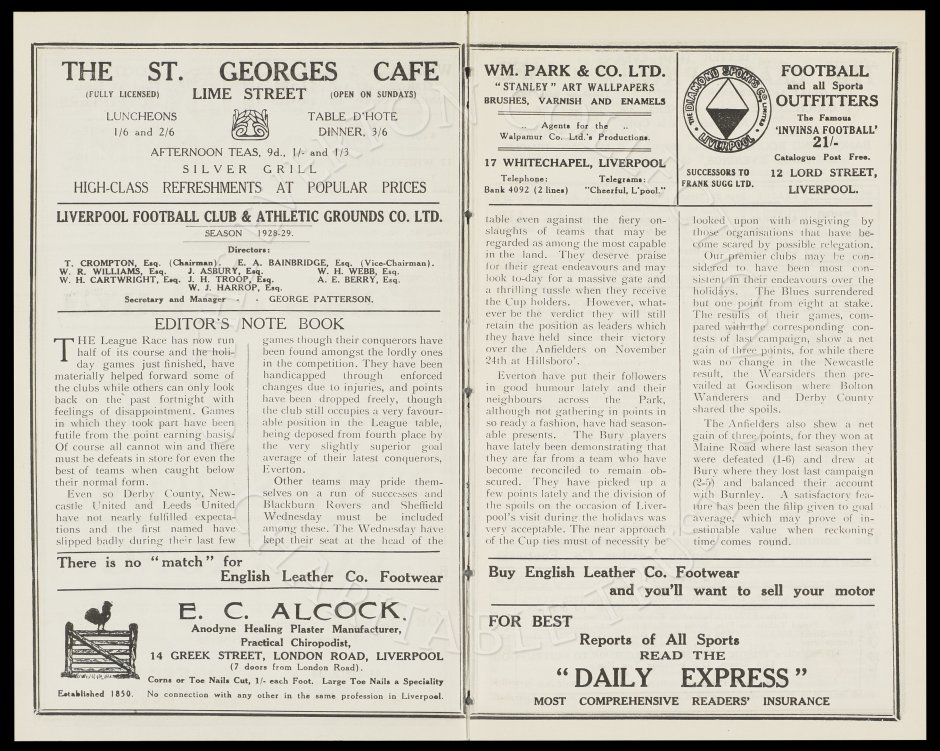 THE ST. GEORGES CAFE
(FULLY LICENSED) LIME STREET (OPEN ON SUNDAYS)
LUNCHEONS
1/6 and 2/6
TABLE D'HOTE
DINNER, 3/6
AFTERNOON TEAS, 9d., 1/- and 1/3
SILVER GRILL
HIGH-CLASS REFRESHMENTS AT POPULAR PRICES
LIVERPOOL FOOTBALL CLUB & ATHLETIC GROUNDS CO. LTD.
SEASON 1928-29.
Directors:
T. CROMPTON, Esq. (Chairman). E. A. BAINBRIDGE, Esq. (Vice-Chairman).
W. R. WILLIAMS, Esq. J. ASBURY, Esq. W. H. WEBB, Esq.
W. H. CARTWRIGHT, Esq. J. H. TROOP, Esq. A. E. BERRY, Esq.
W. J. HARROP, Esq.
Secretary and Manager - - GEORGE PATTERSON.
EDITOR'S NOTE BOOK
THE League Race has now run
half of its course and the holi-
day games just finished, have
materially helped forward some of
the clubs while others can only look
back on the past fortnight with
feelings of disappointment. Games
in which they took part have been
futile from the point earning basis.
Of course all cannot win and there
must be defeats in store for even the
best of teams when caught below
their normal form.
Even so Derby County, New-
castle United and Leeds United
have not nearly fulfilled expecta-
tions and the first named have
slipped badly during their last few
games though their conquerors have
been found amongst the lordly ones
in the competition. They have been
handicapped through enforced
changes due to injuries, and points
have been dropped freely, though
the club still occupies a very favour-
able position in the League table,
being deposed from fourth place by
the very slightly superior goal
average of their latest conquerors,
Everton.
Other teams may pride them-
selves on a run of successes and
Blackburn Rovers and Sheffield
Wednesday must be included
among these. The Wednesday have
kept their seat at the head of the
There is no "match" for
English Leather Co. Footwear
E. C. ALCOCK.
Anodyne Healing Plaster Manufacturer,
Practical Chiropodist,
14 GREEK STREET, LONDON ROAD, LIVERPOOL
(7 doors from London Road).
Corns or Toe Nails Cut, 1/- each Foot. Large Toe Nails a Speciality
Established 1850. No connection with any other in the same profession in Liverpool.
WM. PARK & CO. LTD.
"STANLEY" ART WALLPAPERS
BRUSHES, VARNISH AND ENAMELS
.. Agents for the ..
Walpamur Co. Ltd.'s Productions.
17 WHITECHAPEL, LIVERPOOL
Telephone: Telegrams:
Bank 4092 (2 lines) "Cheerful, L'pool."
THE DIAMOND SPORTS CO LIMITED
LIVERPOOL
SUCCESSORS TO
FRANK SUGG LTD.
FOOTBALL
and all Sports
OUTFITTERS
The Famous
'INVINSA FOOTBALL'
21/-
Catalogue Post Free.
12 LORD STREET,
LIVERPOOL.
table even against the fiery on-
slaughts of teams that may be
regarded as among the most capable
in the land. They deserve praise
for their great endeavours and may
look to-day for a massive gate and
a thrilling tussle when they receive
the Cup holders. However, what-
ever be the verdict they will still
retain the position as leaders which
they have held since their victory
over the Anfielders on November
24th at Hillsboro'.
Everton have put their followers
in good humour lately and their
neighbours across the Park,
although not gathering in points in
so ready a fashion, have had season-
able presents. The Bury players
have lately been demonstrating that
they are far from a team who have
become reconciled to remain ob-
scured. They have picked up a
few points lately and the division of
the spoils on the occasion of Liver-
pool's visit during the holidays was
very acceptable. The near approach
of the Cup ties must of necessity be
looked upon with misgiving by
those organisations that have be-
come scared by possible relegation.
Our premier clubs may be con-
sidered to have been most con-
sistent in their endeavours over the
holidays. The Blues surrendered
but one point from eight at stake.
The results of their games, com-
pared with the corresponding con-
tests of last campaign, show a net
gain of three points, for while there
was no change in the Newcastle
result, the Wearsiders then pre-
vailed at Goodison where Bolton
Wanderers and Derby County
shared the spoils.
The Anfielders also shew a net
gain of three points, for they won at
Maine Road where last season they
were defeated (1-6) and drew at
Bury where they lost last campaign
(2-5) and balanced their account
with Burnley. A satisfactory fea-
ture has been the filip given to goal
average, which may prove of in-
estimable value when reckoning
time comes round.
Buy English Leather Co. Footwear
and you'll want to sell your motor
FOR BEST
Reports of All Sports
READ THE
"DAILY EXPRESS"
MOST COMPREHENSIVE READERS' INSURANCE